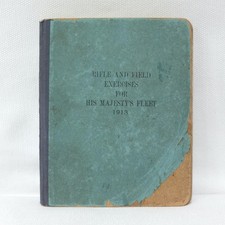 RIFLE AND FIELD
EXERCISES
FOR
HIS MAJESTY'S FLEET
1913